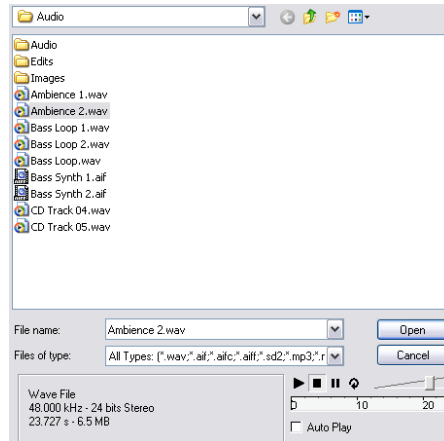 Audio
Audio
Edits
Images
Ambience 1.wav
Ambience 2.wav
Bass Loop 1.wav
Bass Loop 2.wav
Bass Loop.wav
Bass Synth 1.aif
Bass Synth 2.aif
CD Track 04.wav
CD Track 05.wav
File name:
Ambience 2.wav
Open
Files of type:
All Types: (*.wav;*.aif;*.aifc;*.aiff;*.sd2;*.mp3;*.r
Cancel
Wave File
48.000 kHz - 24 bits Stereo
23.727 s - 6.5 MB
0 10 20
Auto Play